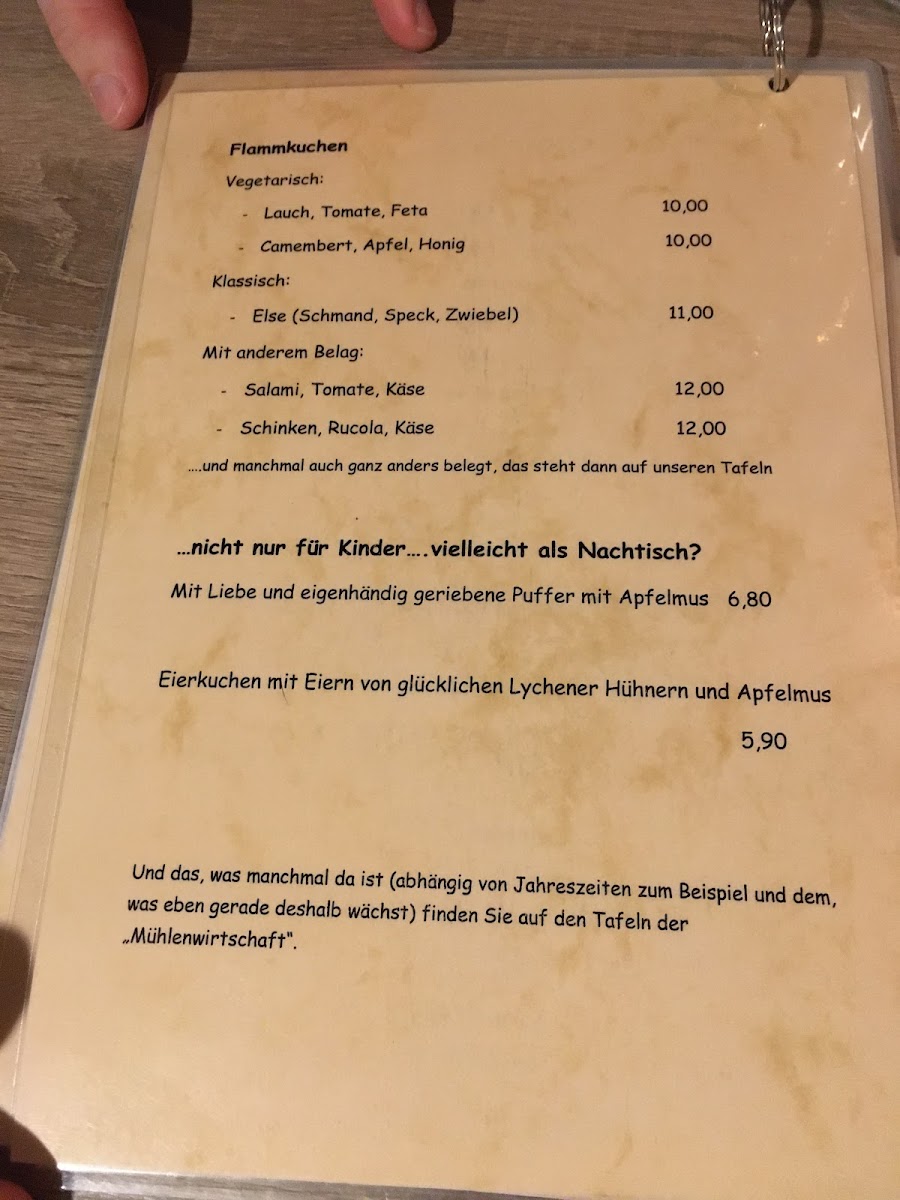 Flammkuchen
Vegetarisch:
- Lauch, Tomate, Feta 10,00
- Camembert, Apfel, Honig 10,00
Klassisch:
- Else (Schmand, Speck, Zwiebel) 11,00
Mit anderem Belag:
- Salami, Tomate, Käse 12,00
- Schinken, Rucola, Käse 12,00
....und manchmal auch ganz anders belegt, das steht dann auf unseren Tafeln
...nicht nur für Kinder....vielleicht als Nachtisch?
Mit Liebe und eigenhändig geriebene Puffer mit Apfelmus 6,80
Eierkuchen mit Eiern von glücklichen Lychener Hühnern und Apfelmus
5,90
Und das, was manchmal da ist (abhängig von Jahreszeiten zum Beispiel und dem,
was eben gerade deshalb wächst) finden Sie auf den Tafeln der
„Mühlenwirtschaft".